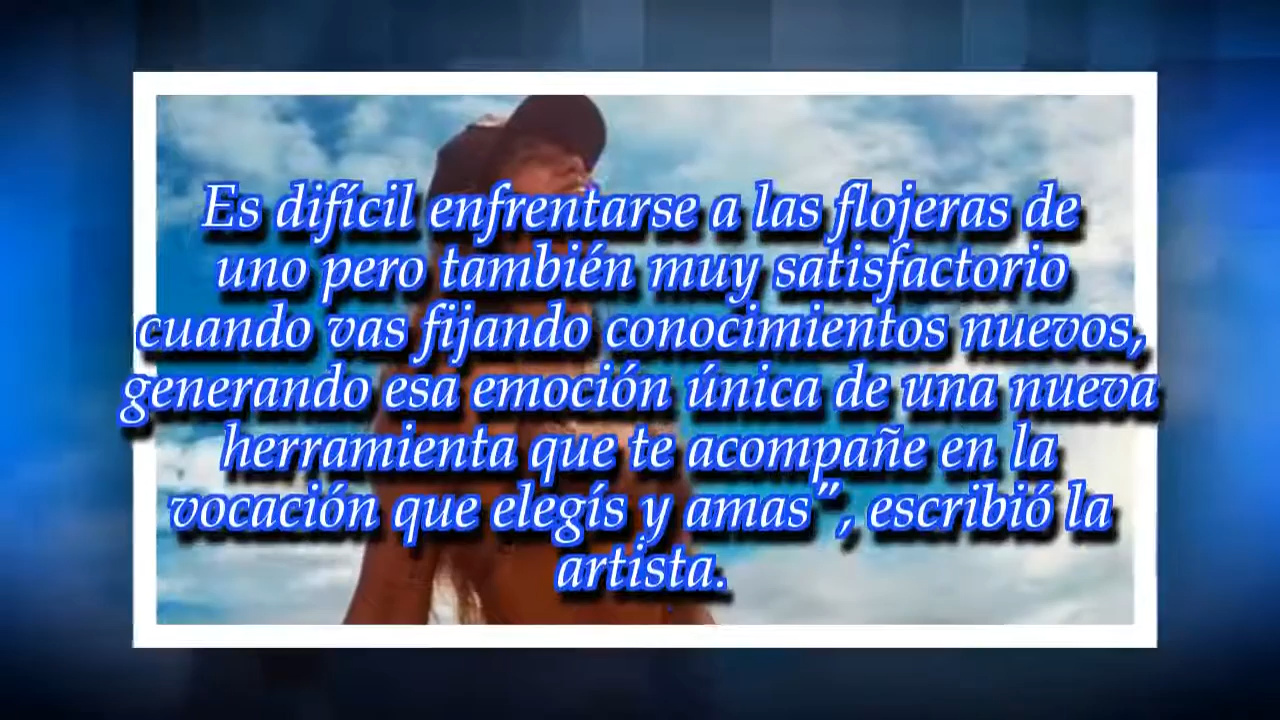 Es difícil enfrentarse a las flojeras de
uno pero también muy satisfactorio
cuando vas fijando conocimientos nuevos,
generando esa emoción única de una nueva
herramienta que te acompañe en la
vocación que elegís y amas”, escribió la
artista.